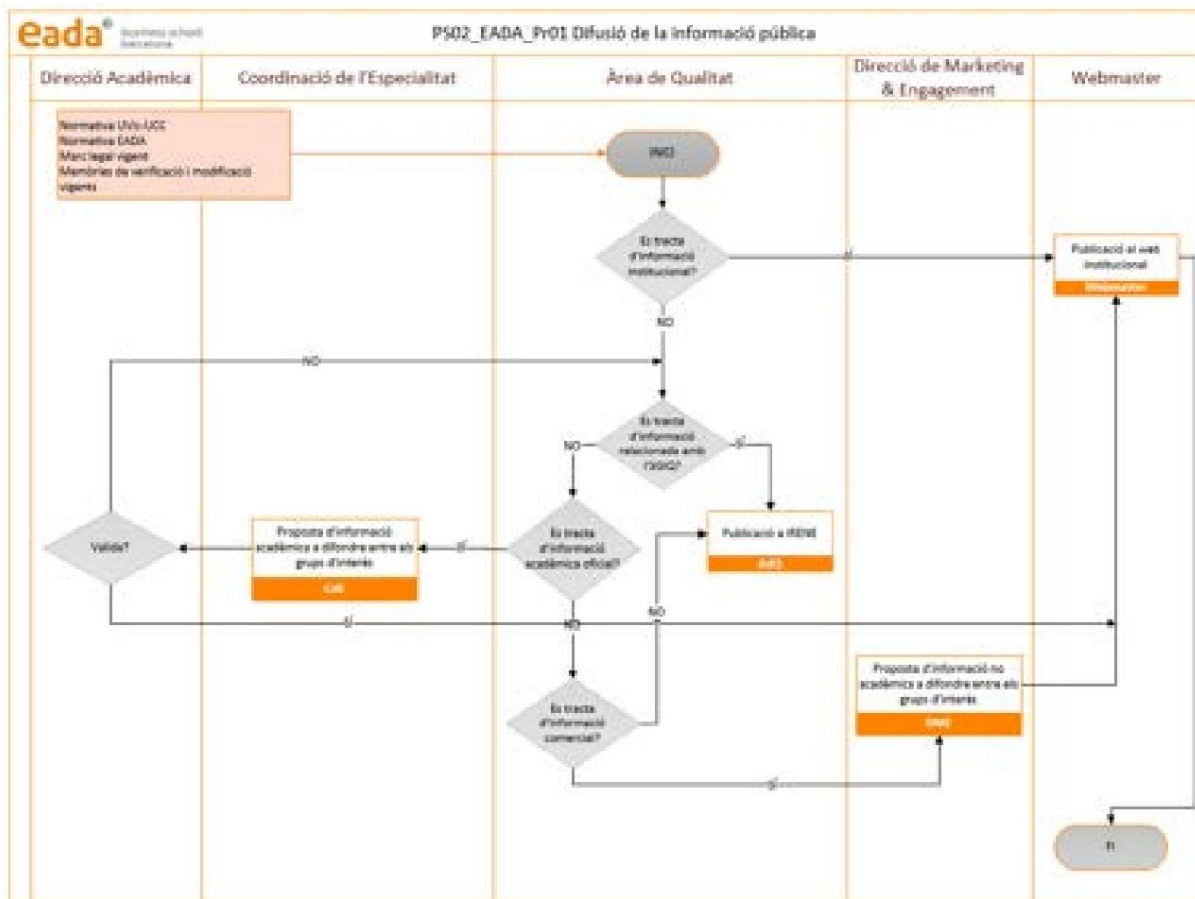 eada
business school
barcelona
PS02_EADA_Pr01 Difusió de la informació pública
Direcció Acadèmica
Coordinació de l'Especialitat
Àrea de Qualitat
Direcció de Marketing
& Engagement
Webmaster
Normativa UVic-UCC
Normativa EADA
Marc legal vigent
Memòries de verificació i modificació
vigents
INICI
Es tracta
d'informació
institucional?
SÍ
Publicació al web
institucional
Webmaster
NO
NO
Es tracta
d'informació
relacionada amb
l'SGIQ?
NO
SÍ
Valida?
Proposta d'informació
acadèmica a difondre entre els
grups d'interès
CdE
SÍ
Es tracta
d'informació
acadèmica oficial?
Publicació a IRENE
AdQ
SÍ
NO
NO
Es tracta
d'informació
comercial?
Proposta d'informació no
acadèmica a difondre entre els
grups d'interès
SÍ
FI